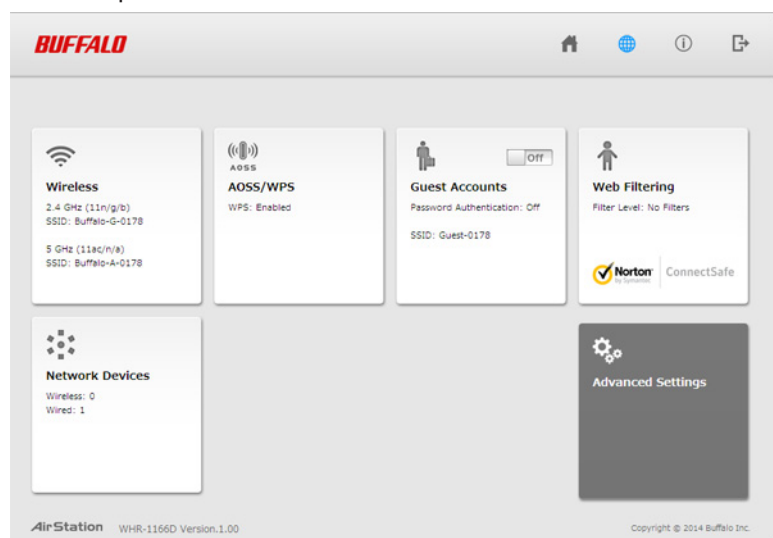 BUFFALO
AOSS
Off
Wireless
2.4 GHz (11n/g/b)
SSID: Buffalo-G-0178
5 GHz (11ac/n/a)
SSID: Buffalo-A-0178
AOSS/WPS
WPS: Enabled
Guest Accounts
Password Authentication: Off
SSID: Guest-0178
Web Filtering
Filter Level: No Filters
Norton
by Symantec
ConnectSafe
Network Devices
Wireless: 0
Wired: 1
Advanced Settings
AirStation WHR-1166D Version.1.00
Copyright © 2014 Buffalo Inc.